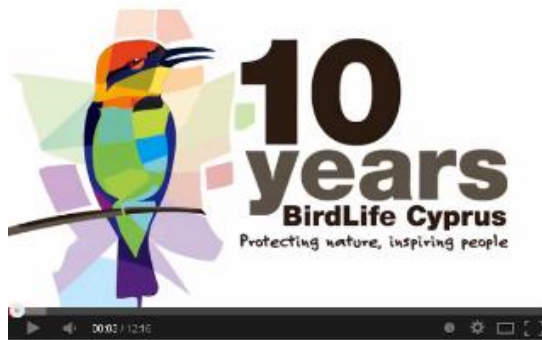 10
years
BirdLife Cyprus
Protecting nature, inspiring people
00:03 / 12:16